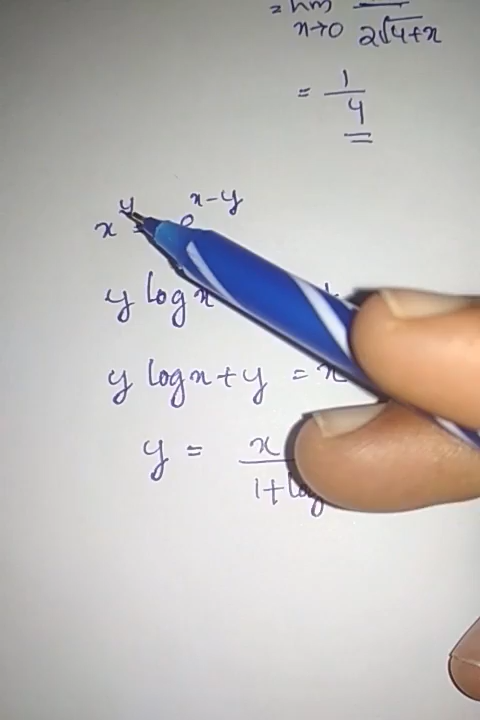 = lim
x→0 2√4+x
= 1/4
x^y = e^x-y
y log x
y log x + y = x
y = x / 1+log